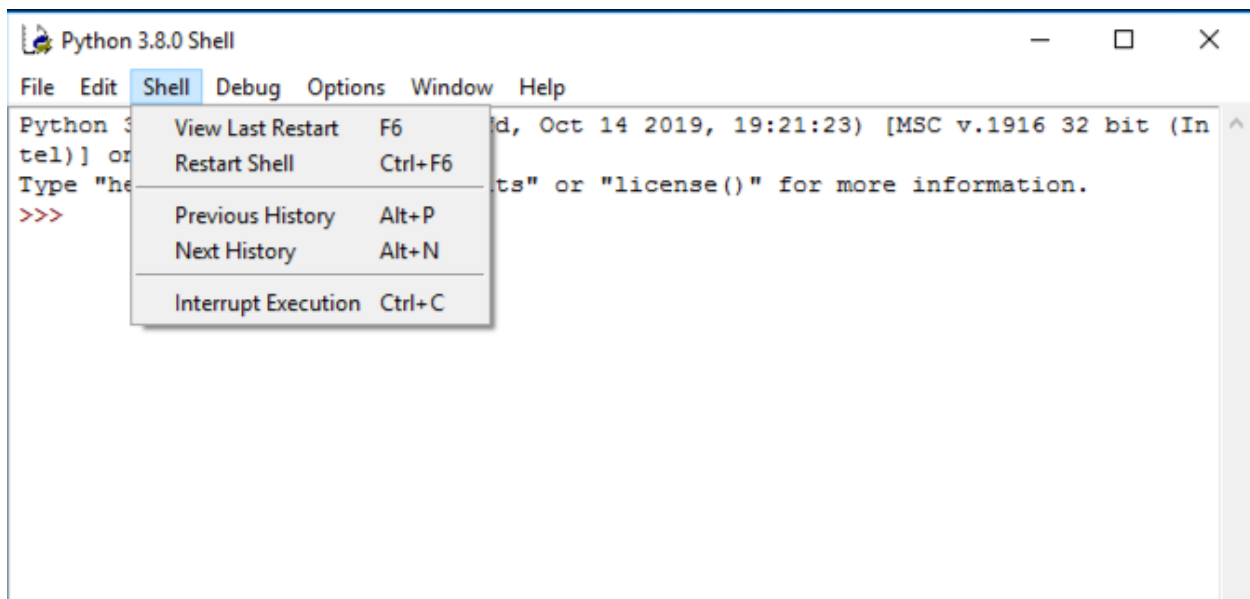 Python 3.8.0 Shell
File Edit Shell Debug Options Window Help
Python 3 d, Oct 14 2019, 19:21:23) [MSC v.1916 32 bit (In
tel)] on
Type "he ts" or "license()" for more information.
>>>
View Last Restart F6
Restart Shell Ctrl+F6
Previous History Alt+P
Next History Alt+N
Interrupt Execution Ctrl+C